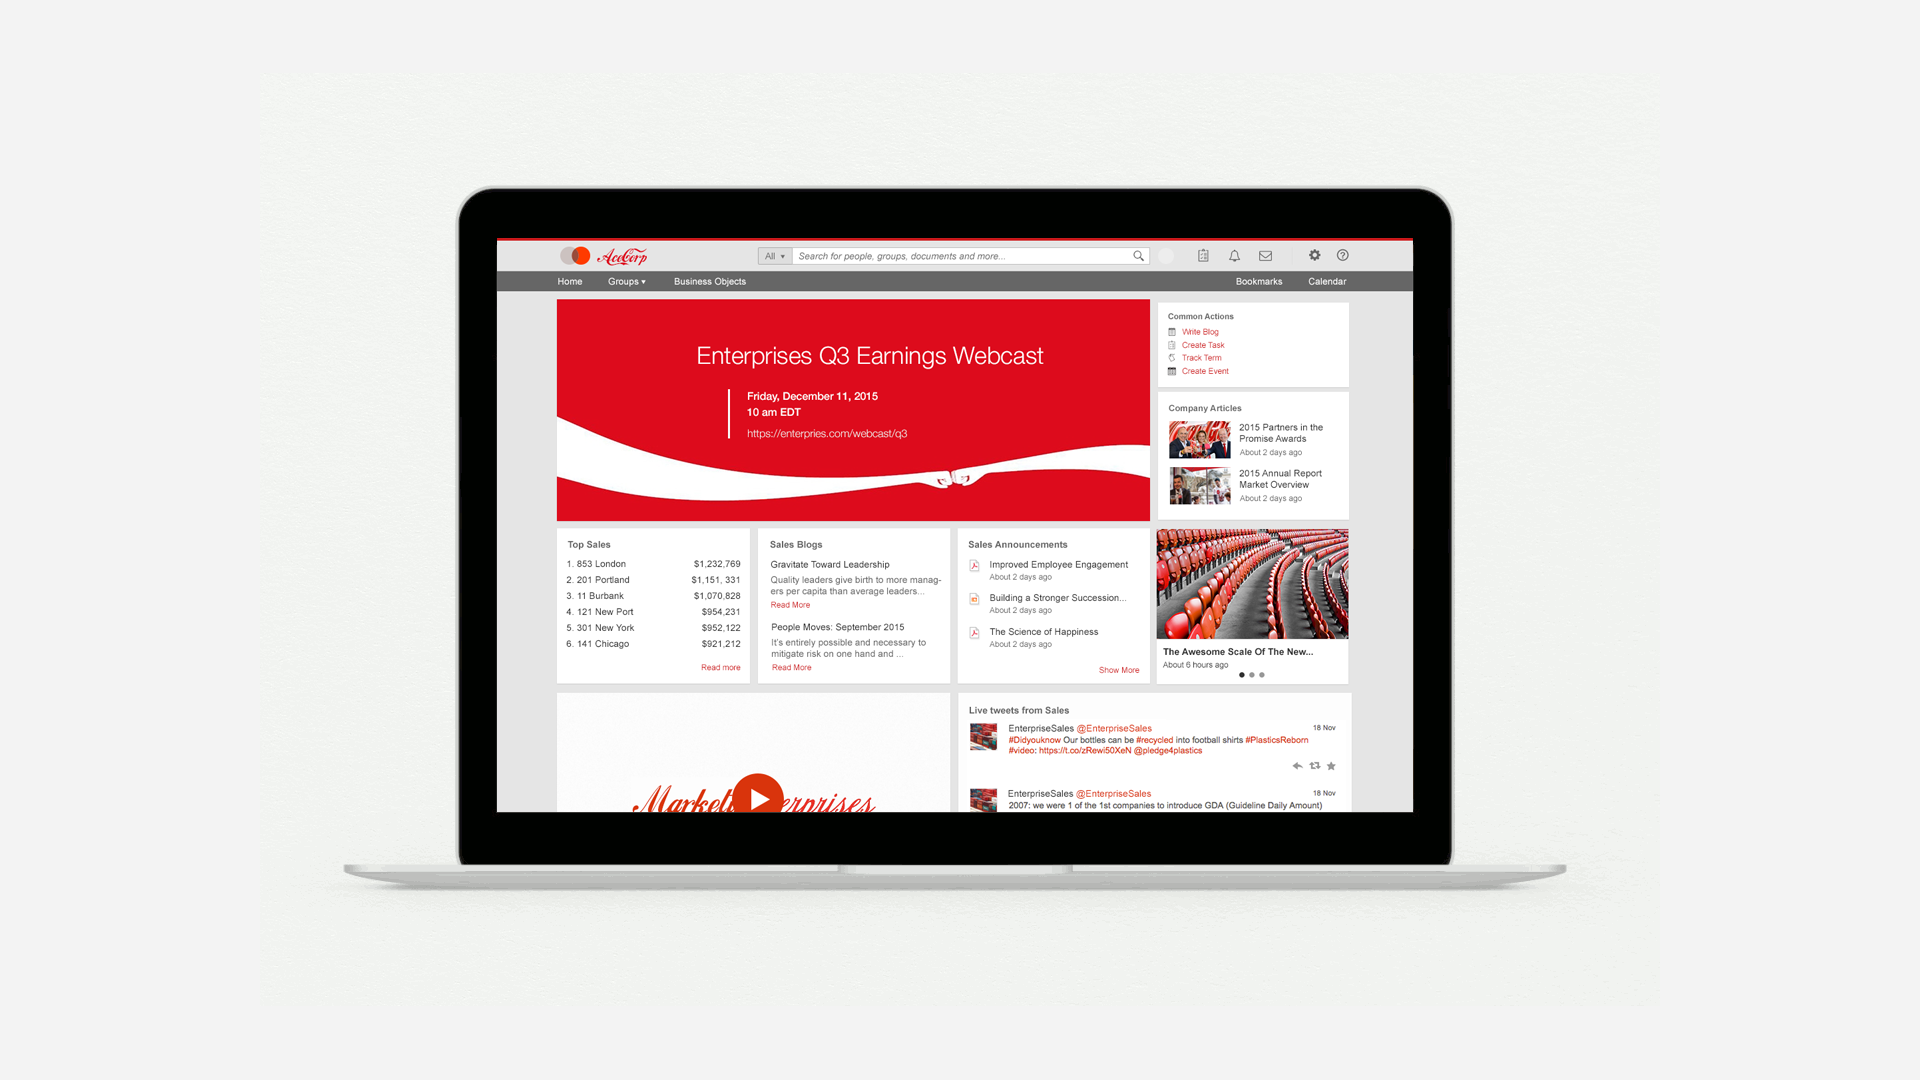 AceCorp
All ▾ Search for people, groups, documents and more...
Home Groups ▾ Business Objects Bookmarks Calendar
Enterprises Q3 Earnings Webcast
Friday, December 11, 2015
10 am EDT
https://enterpries.com/webcast/q3
Common Actions
Write Blog
Create Task
Track Term
Create Event
Company Articles
2015 Partners in the
Promise Awards
About 2 days ago
2015 Annual Report
Market Overview
About 2 days ago
Top Sales
1. 853 London $1,232,769
2. 201 Portland $1,151, 331
3. 11 Burbank $1,070,828
4. 121 New Port $954,231
5. 301 New York $952,122
6. 141 Chicago $921,212
Read more
Sales Blogs
Gravitate Toward Leadership
Quality leaders give birth to more manag-
ers per capita than average leaders...
Read More
People Moves: September 2015
It's entirely possible and necessary to
mitigate risk on one hand and ...
Read More
Sales Announcements
Improved Employee Engagement
About 2 days ago
Building a Stronger Succession...
About 2 days ago
The Science of Happiness
About 2 days ago
Show More
The Awesome Scale Of The New...
About 6 hours ago
Live tweets from Sales
EnterpriseSales @EnterpriseSales 18 Nov
#Didyouknow Our bottles can be #recycled into football shirts #PlasticsReborn
#video: https://t.co/zRewi50XeN @pledge4plastics
EnterpriseSales @EnterpriseSales 18 Nov
2007: we were 1 of the 1st companies to introduce GDA (Guideline Daily Amount)